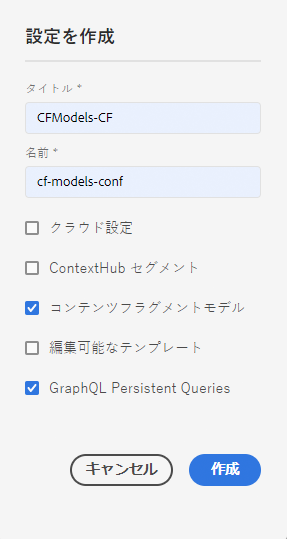 設定を作成
タイトル *
CFModels-CF
名前 *
cf-models-conf
クラウド設定
ContextHub セグメント
コンテンツフラグメントモデル
編集可能なテンプレート
GraphQL Persistent Queries
キャンセル 作成